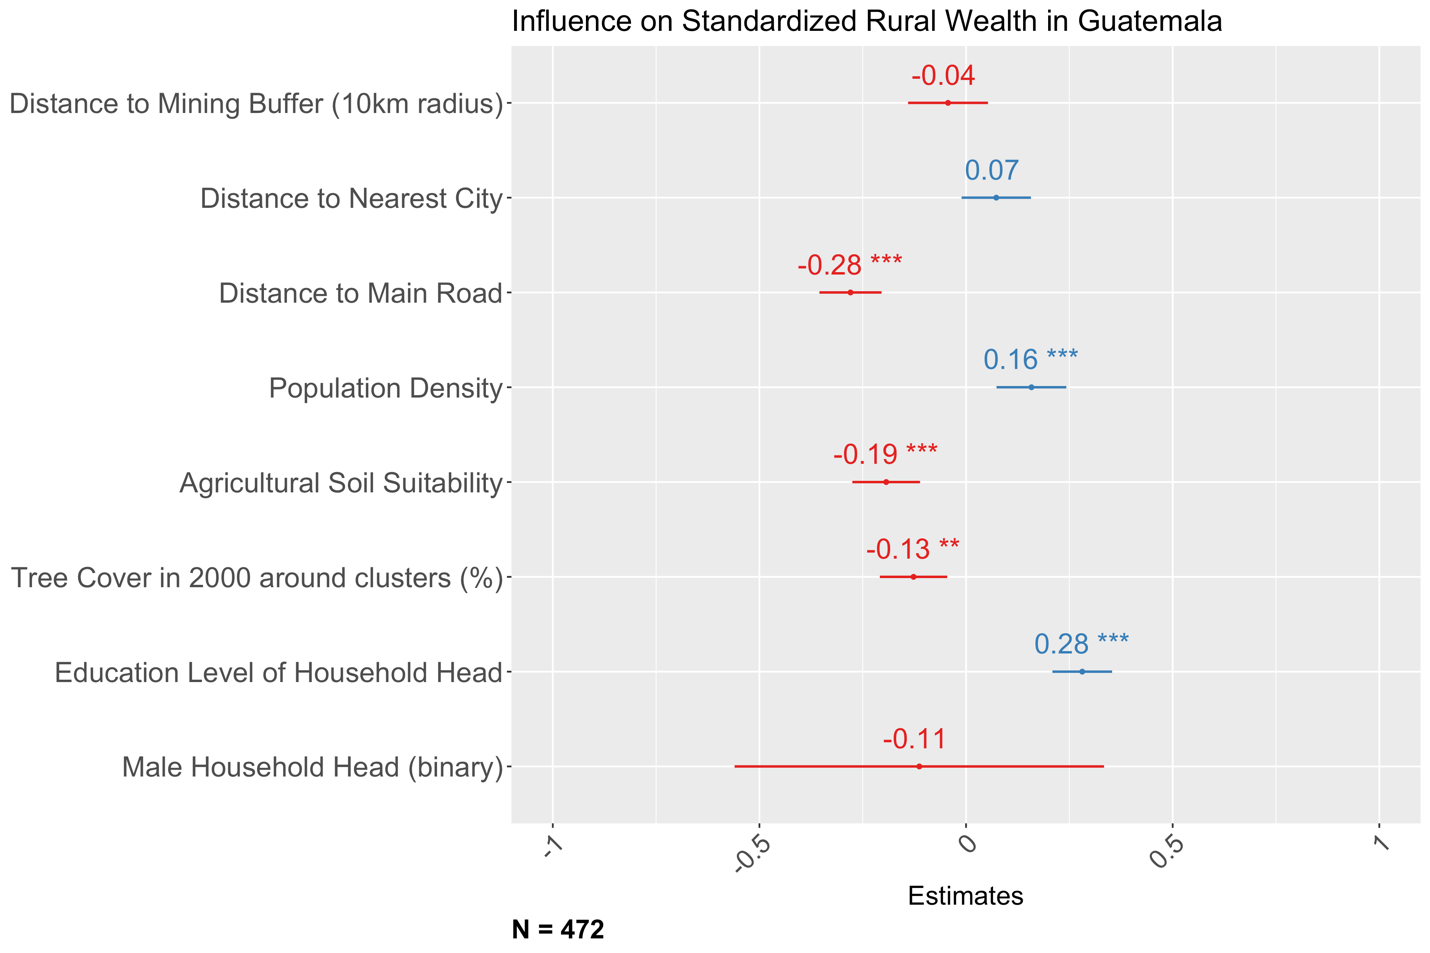 Influence on Standardized Rural Wealth in Guatemala
Distance to Mining Buffer (10km radius)
-0.04
Distance to Nearest City
0.07
Distance to Main Road
-0.28 ***
Population Density
0.16 ***
Agricultural Soil Suitability
-0.19 ***
Tree Cover in 2000 around clusters (%)
-0.13 **
Education Level of Household Head
0.28 ***
Male Household Head (binary)
-0.11
-1
-0.5
0
0.5
1
Estimates
N = 472